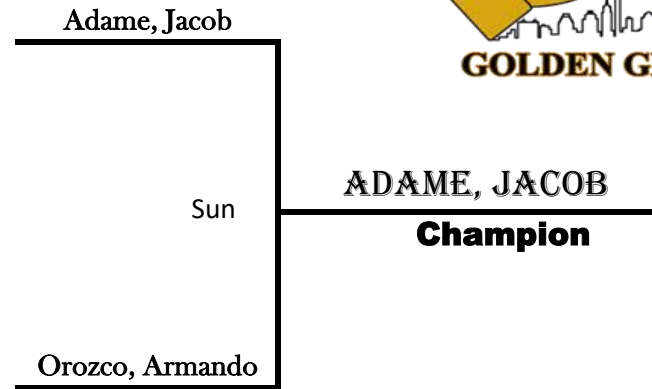 Adame, Jacob
GOLDEN
ADAME, JACOB
Sun
Champion
Orozco, Armando